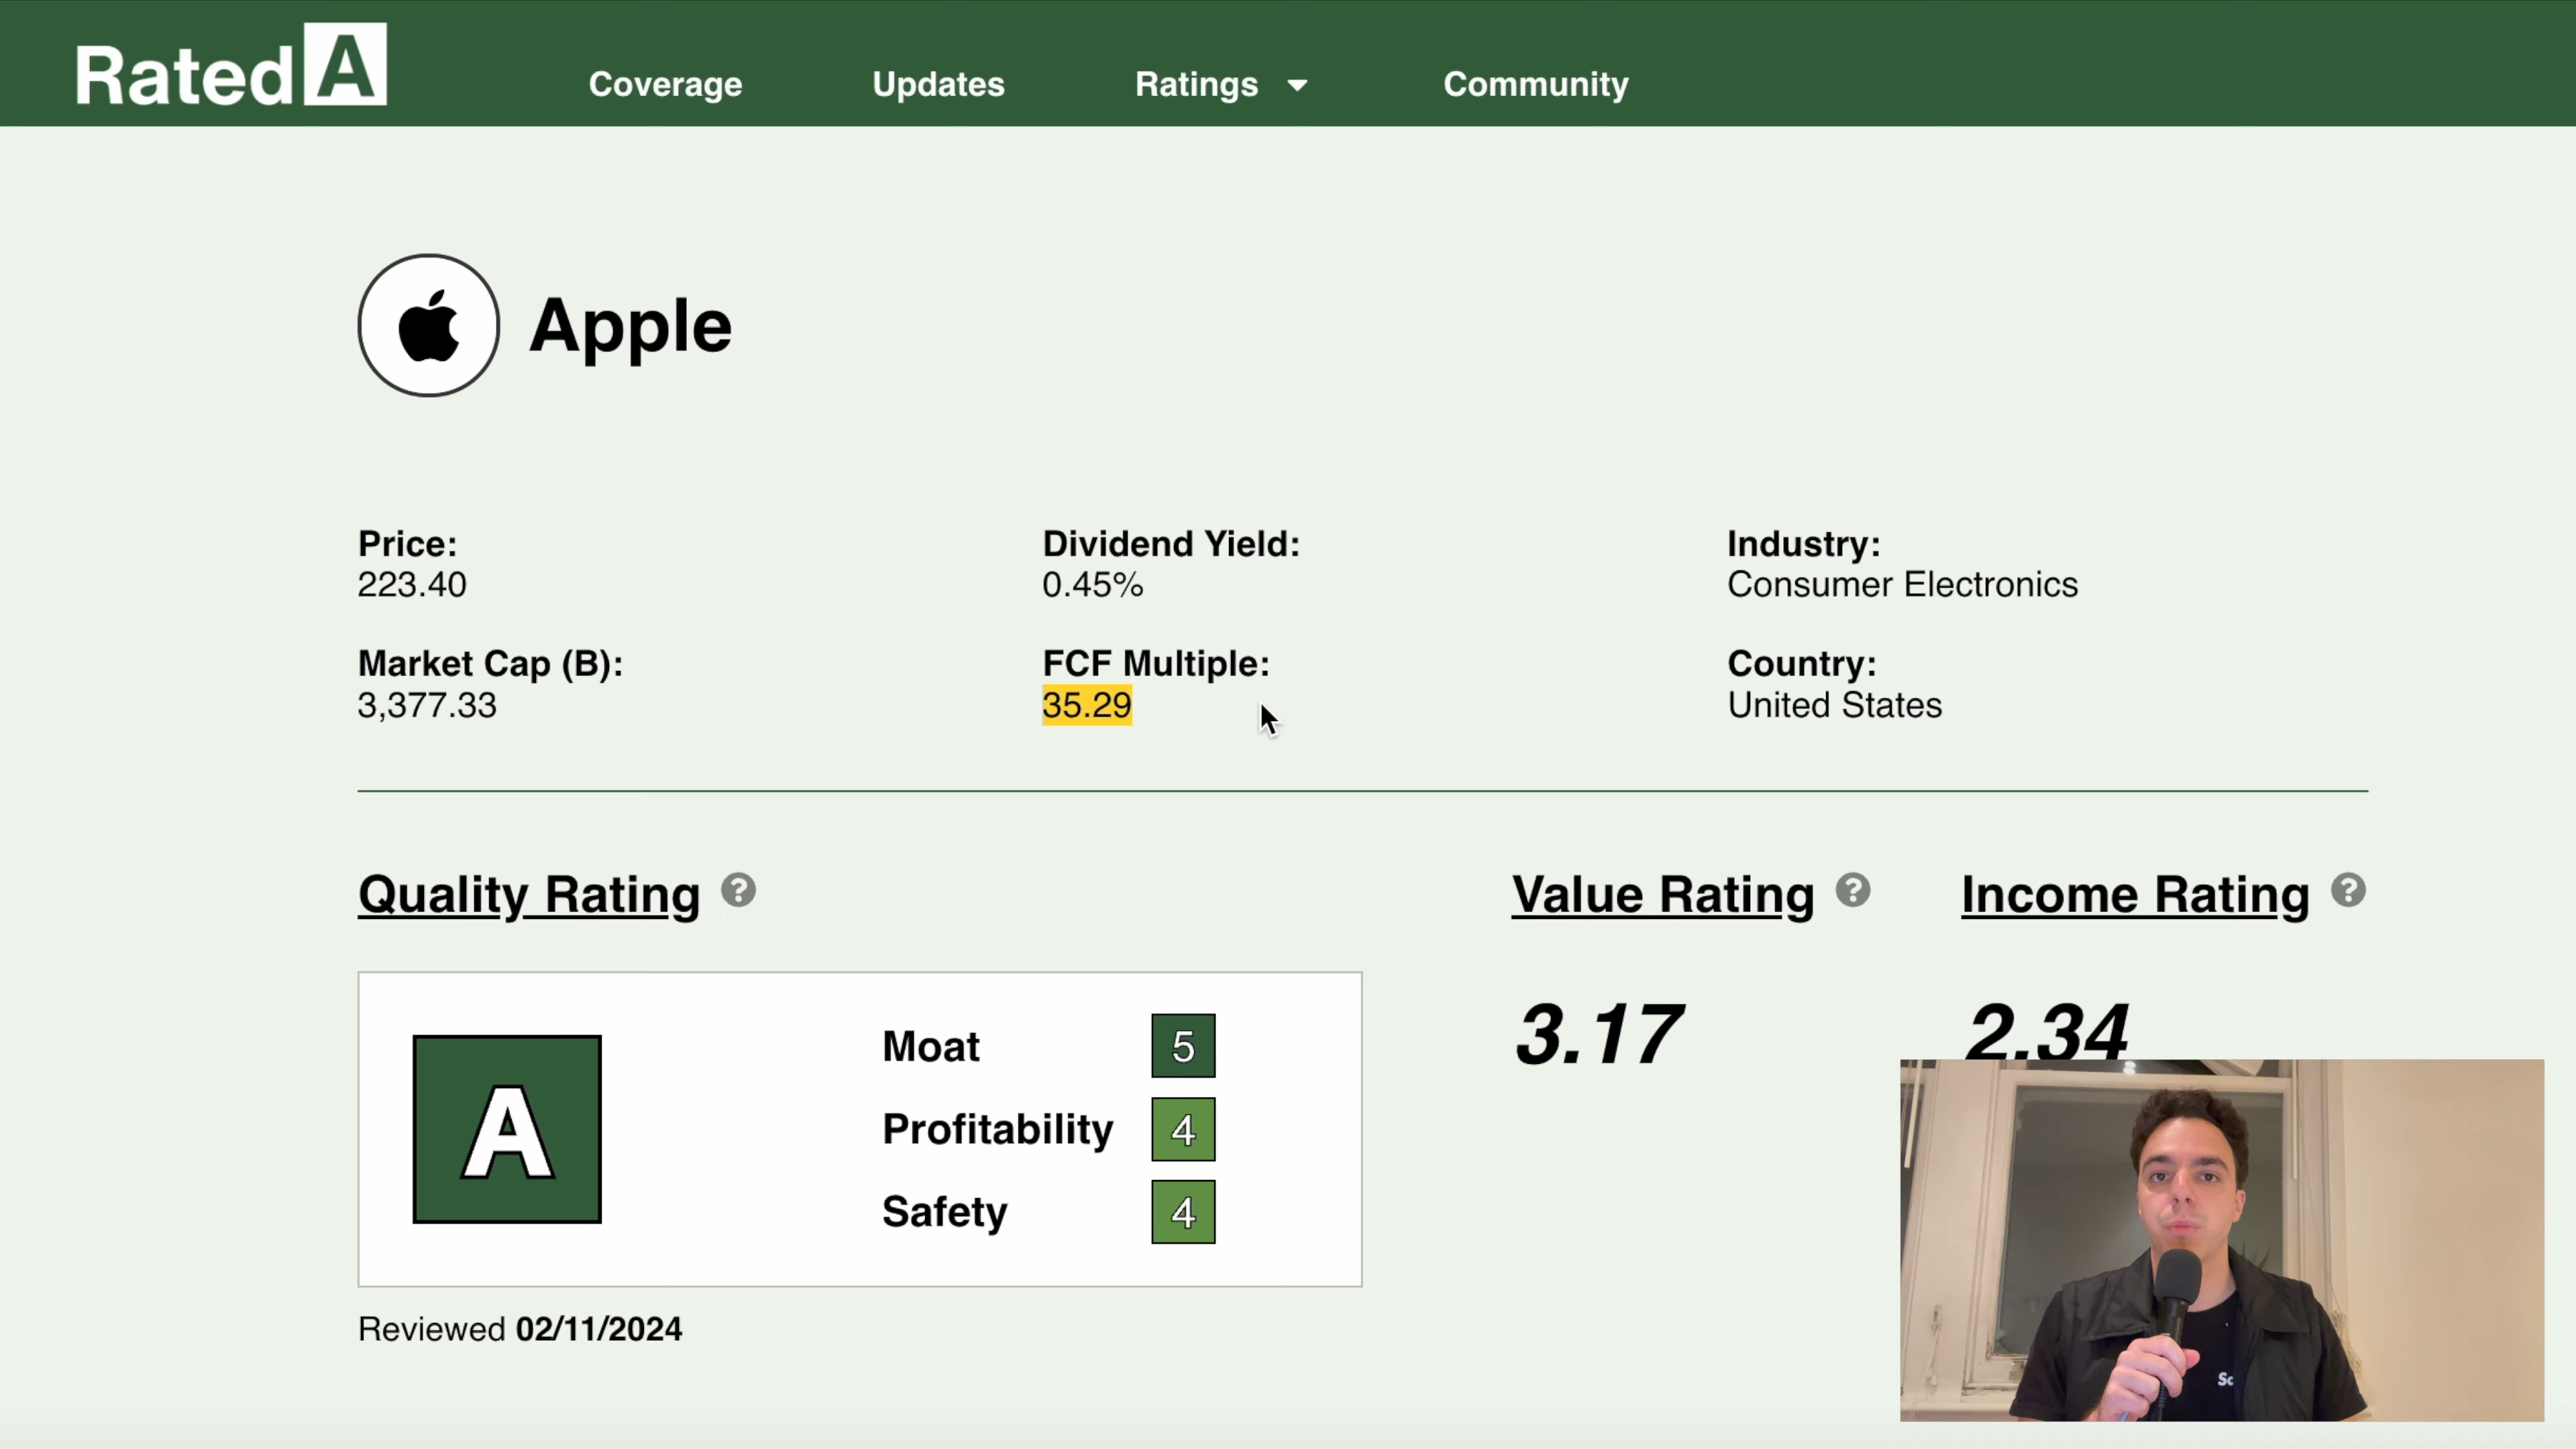 Rated A
Coverage Updates Ratings Community
Apple
Price:
223.40
Dividend Yield:
0.45%
Industry:
Consumer Electronics
Market Cap (B):
3,377.33
FCF Multiple:
35.29
Country:
United States
Quality Rating ?
Value Rating ?
Income Rating ?
A
Moat 5
Profitability 4
Safety 4
3.17
2.34
Reviewed 02/11/2024
Sc